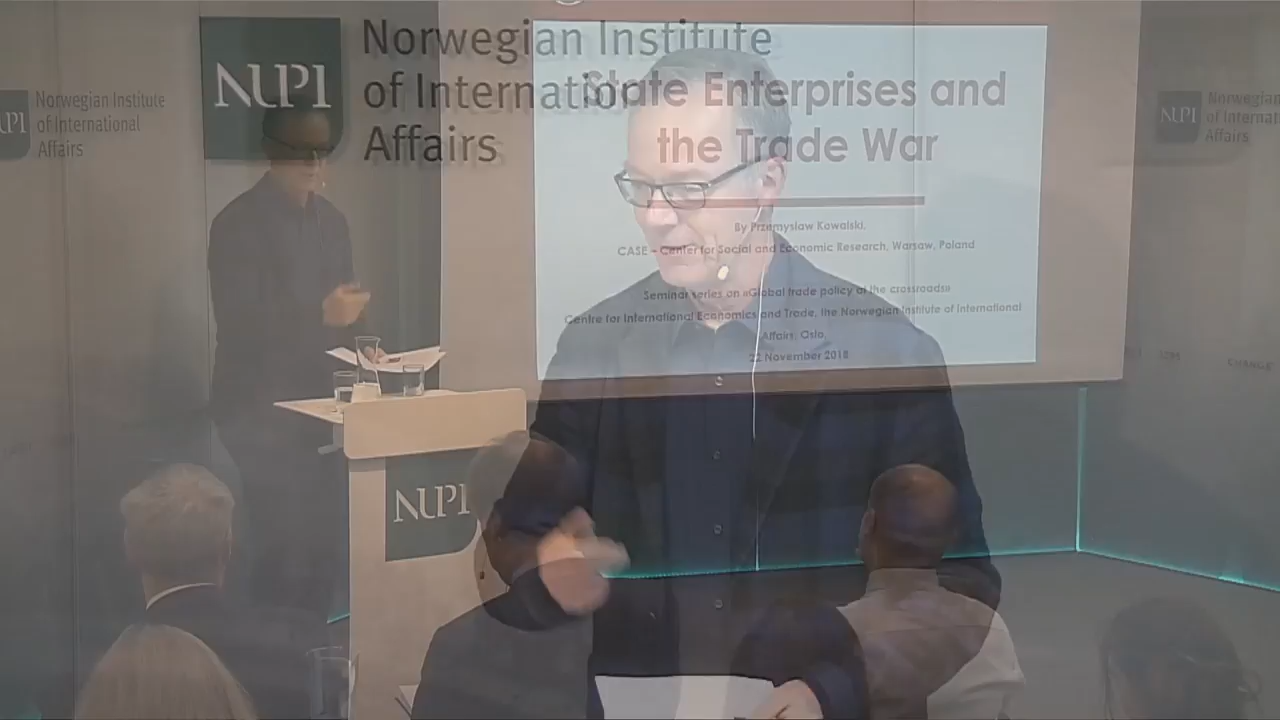 NUPI
Norwegian Institute
of International
Affairs
PI
Norwegian Institute
of International
Affairs
State Enterprises and
the Trade War
By Przemyslaw Kowalski,
CASE – Center for Social and Economic Research, Warsaw, Poland
Seminar series on «Global trade policy at the crossroads»
Centre for International Economics and Trade, the Norwegian Institute of International
Affairs, Oslo,
22 November 2018
NUPI
Norwegian
of Internat
Affairs
CHANGE
NUPI